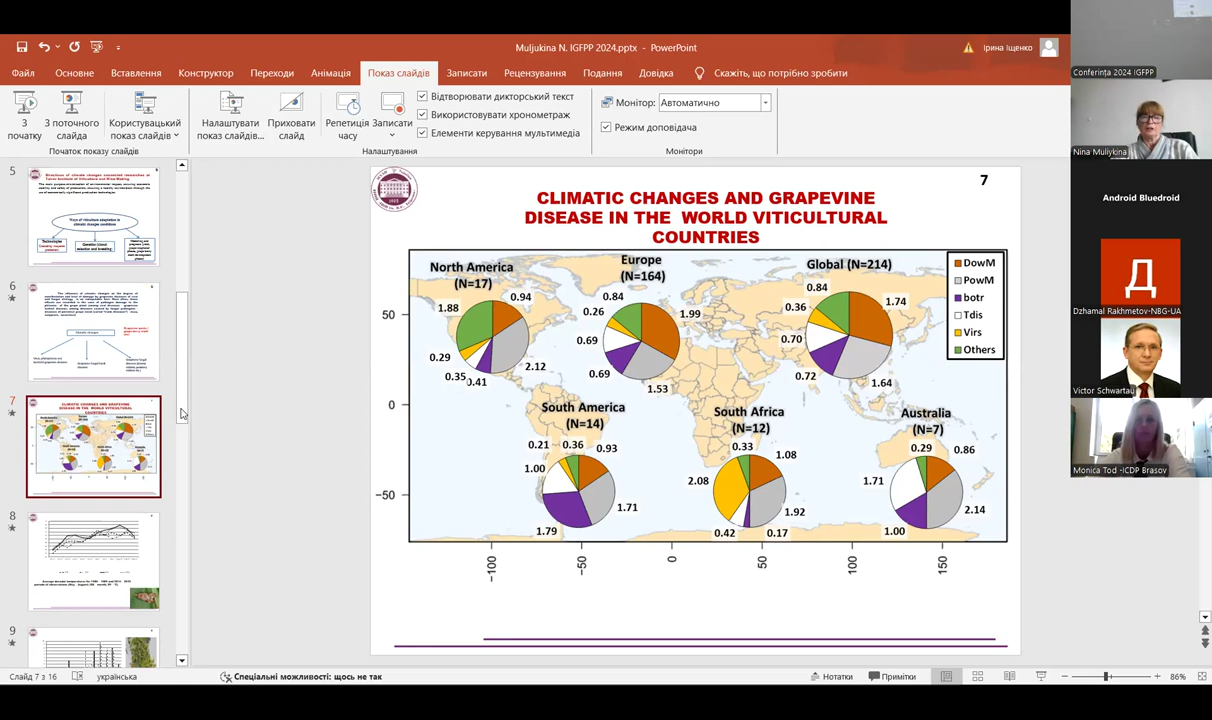 Muljukina N. IGFPP 2024.pptx - PowerPoint
Ірина Іщенко
Файл Основне Вставлення Конструктор Переходи Анімація Показ слайдів Записати Рецензування Подання Довідка Скажіть, що потрібно зробити
З початку
З поточного слайда
Користувацький показ слайдів
Налаштувати показ слайдів...
Приховати слайд
Репетиція часу
Записати
Відтворювати дикторський текст
Використовувати хронометраж
Елементи керування мультимедіа
Монітор: Автоматично
Режим доповідача
Початок показу слайдів
Налаштування
Монітори
5
6
7
8
9
7
CLIMATIC CHANGES AND GRAPEVINE
DISEASE IN THE WORLD VITICULTURAL
COUNTRIES
North America
(N=17)
0.94
2.12
0.41
0.35
0.29
1.88
Europe
(N=164)
1.99
1.53
0.69
0.69
0.26
0.84
Global (N=214)
1.74
1.64
0.72
0.70
0.36
0.84
DowM
PowM
botr
Tdis
Virs
Others
South America
(N=14)
0.93
1.71
1.79
1.00
0.21
0.36
South Africa
(N=12)
1.08
1.92
0.17
0.42
2.08
0.33
Australia
(N=7)
0.86
2.14
1.00
1.71
0.29
50
0
-50
-100
-50
0
50
100
150
Слайд 7 з 16
українська
Спеціальні можливості: щось не так
Нотатки
Примітки
86%
Conferința 2024 IGFPP
Nina Muliykina
Android Bluedroid
Д
Dzhamal Rakhmetov-NBG-UA
Victor Schwartau
Monica Tod -ICDP Brasov